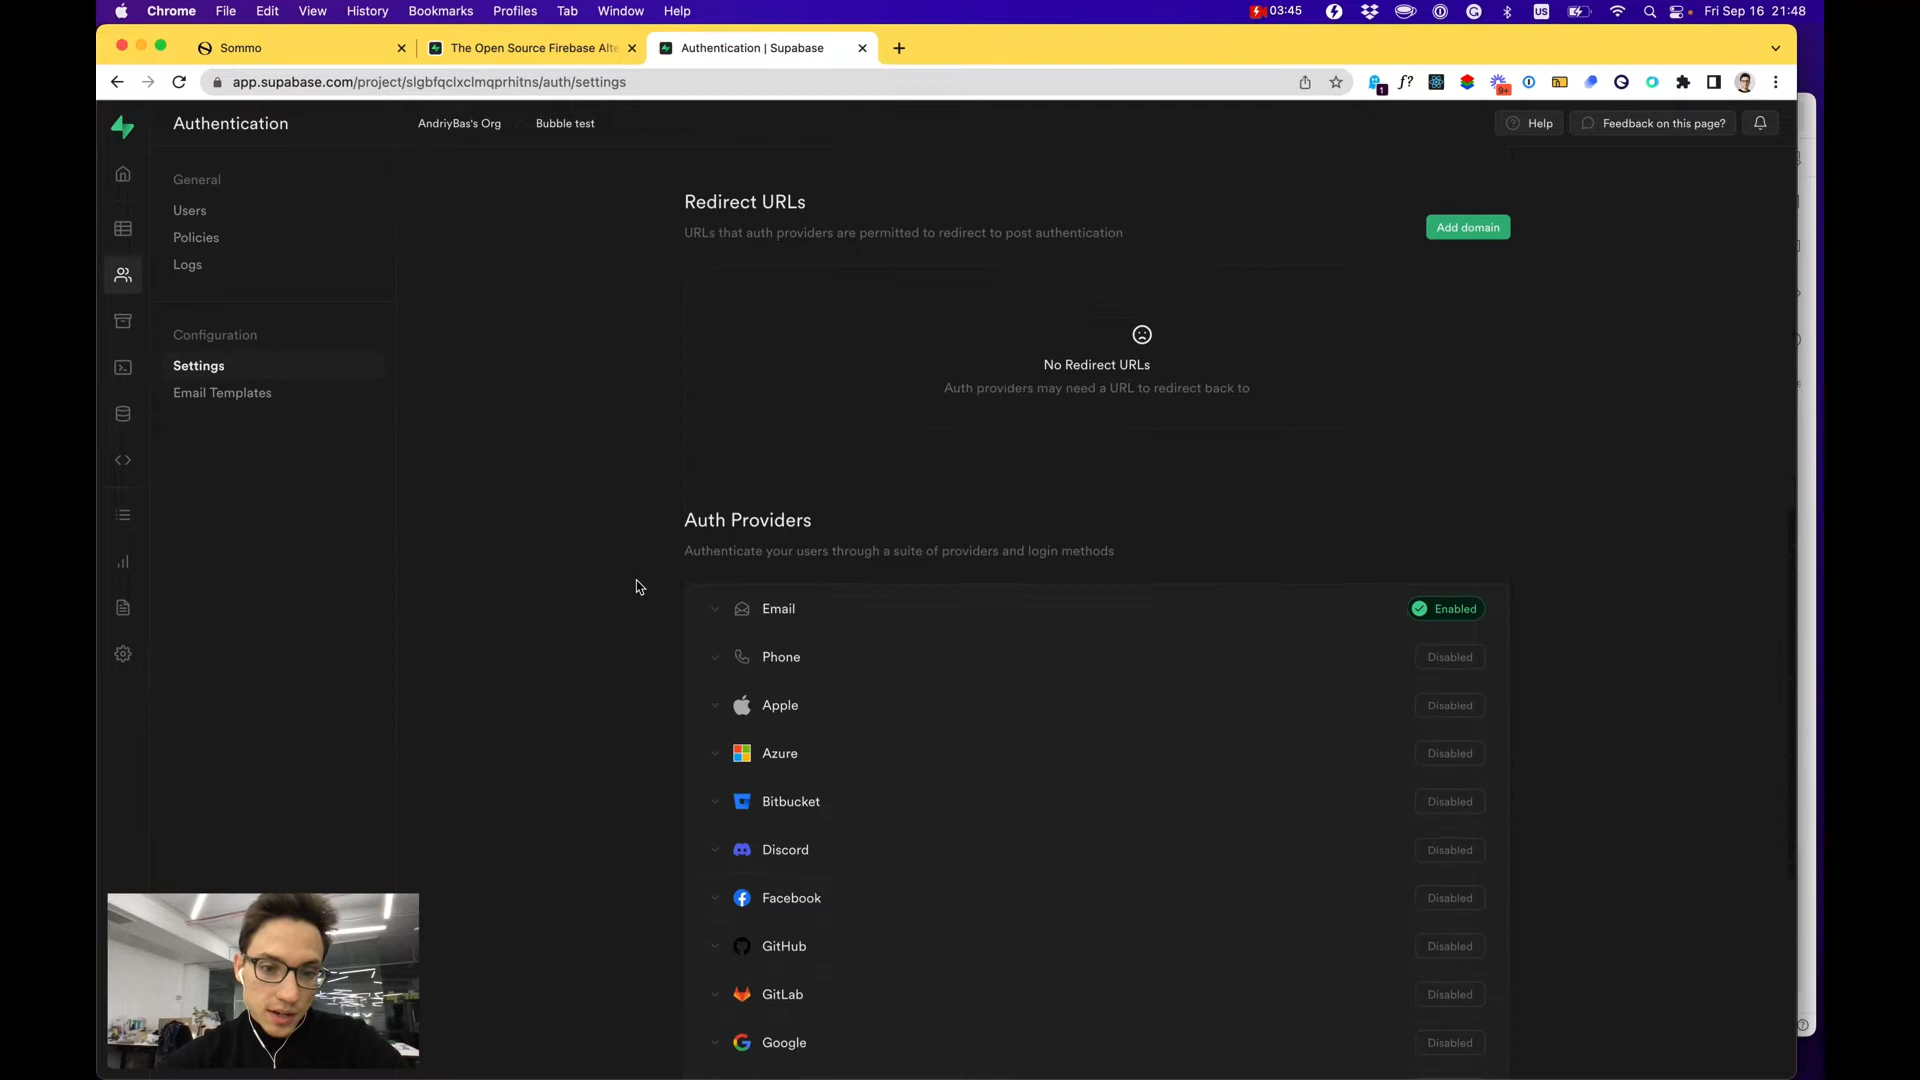 Chrome File Edit View History Bookmarks Profiles Tab Window Help 03:45 US Fri Sep 16 21:48
Sommo
The Open Source Firebase Alte
Authentication | Supabase
app.supabase.com/project/slgbfqclxclmqprhitns/auth/settings
1
f?
9+
Authentication
AndriyBas's Org
Bubble test
Help
Feedback on this page?
General
Users
Policies
Logs
Configuration
Settings
Email Templates
Redirect URLs
URLs that auth providers are permitted to redirect to post authentication
Add domain
No Redirect URLs
Auth providers may need a URL to redirect back to
Auth Providers
Authenticate your users through a suite of providers and login methods
Email Enabled
Phone Disabled
Apple Disabled
Azure Disabled
Bitbucket Disabled
Discord Disabled
Facebook Disabled
GitHub Disabled
GitLab Disabled
Google Disabled